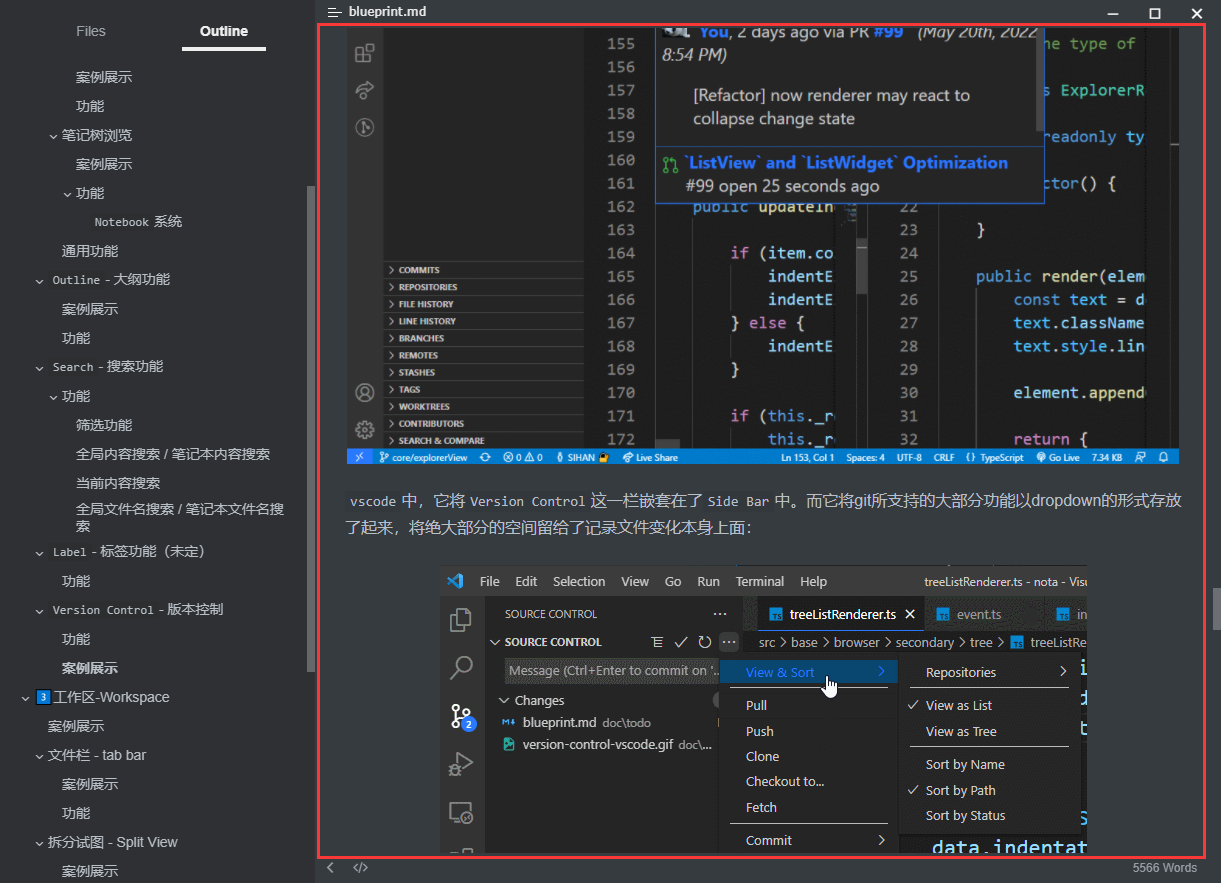 Files
Outline
案例展示
功能
笔记树浏览
案例展示
功能
Notebook 系统
通用功能
Outline - 大纲功能
案例展示
功能
Search - 搜索功能
功能
筛选功能
全局内容搜索 / 笔记本内容搜索
当前内容搜索
全局文件名搜索 / 笔记本文件名搜
索
Label - 标签功能（未定）
功能
Version Control - 版本控制
功能
案例展示
3 工作区-Workspace
案例展示
文件栏 - tab bar
案例展示
功能
拆分试图 - Split View
案例展示
blueprint.md
You, 2 days ago via PR #99 (May 20th, 2022
8:54 PM)
[Refactor] now renderer may react to
collapse change state
`ListView` and `ListWidget` Optimization
#99 open 25 seconds ago
155
156
157
158
159
160
161
162 public updateIn
163
164 if (item.co
165 indentE
166 indentE
167 } else {
168 indentE
169 }
170
171 if (this._r
172 this._r
he type of
s ExplorerR
readonly ty
ctor() {
22
23 }
24
25 public render(elem
26 const text = d
27 text.className
28 text.style.lin
29
30 element.append
31
32 return {
COMMITS
REPOSITORIES
FILE HISTORY
LINE HISTORY
BRANCHES
REMOTES
STASHES
TAGS
WORKTREES
CONTRIBUTORS
SEARCH & COMPARE
core/explorerView 0 0 SIHAN Live Share Ln 153, Col 1 Spaces: 4 UTF-8 CRLF {} TypeScript Go Live 7.34 KB
vscode 中，它将 Version Control 这一栏嵌套在了 Side Bar 中。而它将git所支持的大部分功能以dropdown的形式存放
了起来，将绝大部分的空间留给了记录文件变化本身上面：
File Edit Selection View Go Run Terminal Help treeListRenderer.ts - nota - Visu
SOURCE CONTROL ···
treeListRenderer.ts event.ts in
SOURCE CONTROL
src > base > browser > secondary > tree > treeListRe
Message (Ctrl+Enter to commit on '...
Changes
blueprint.md doc\todo
version-control-vscode.gif doc\...
2
View & Sort
Pull
Push
Clone
Checkout to...
Fetch
Commit
Repositories
View as List
View as Tree
Sort by Name
Sort by Path
Sort by Status
data.indentat
5566 Words